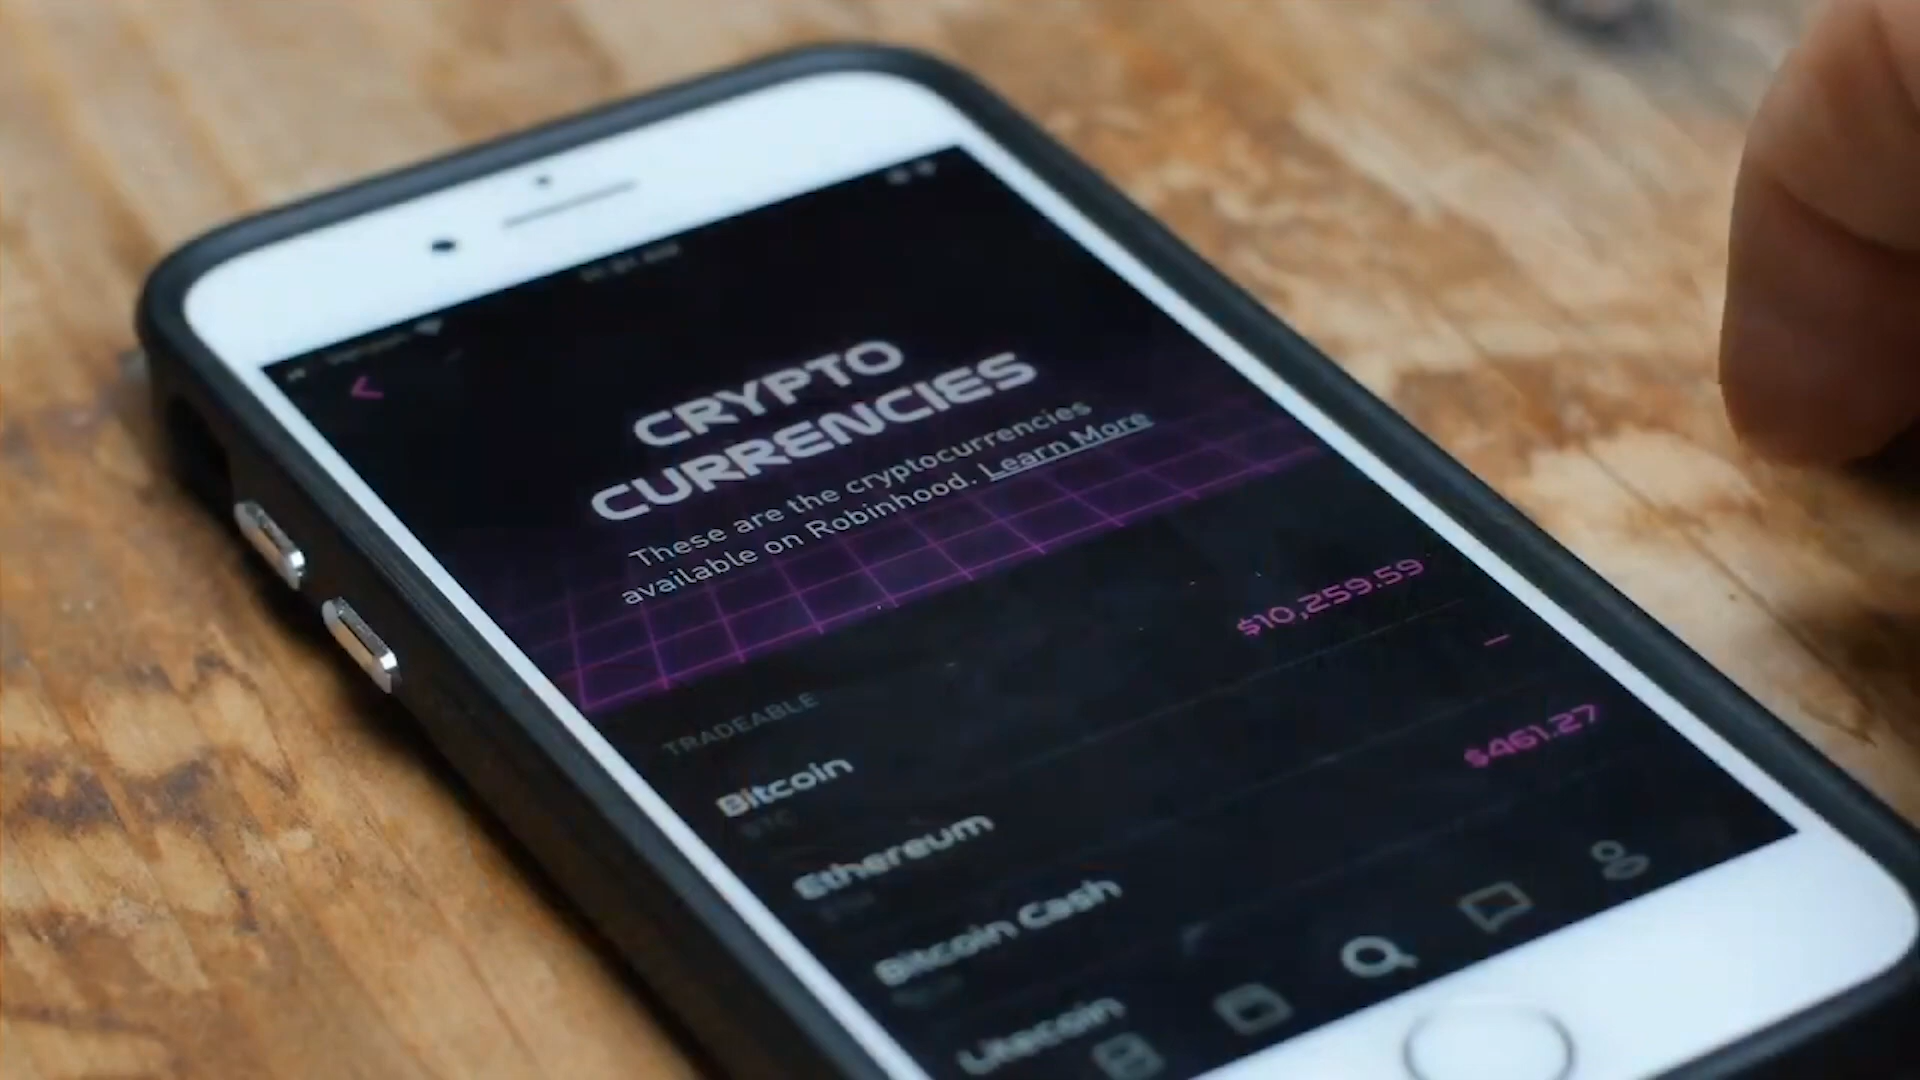 CRYPTO
CURRENCIES
These are the cryptocurrencies
available on Robinhood. Learn More
TRADEABLE
Bitcoin
$10,259.59
Ethereum
—
Bitcoin Cash
$461.27
Litecoin